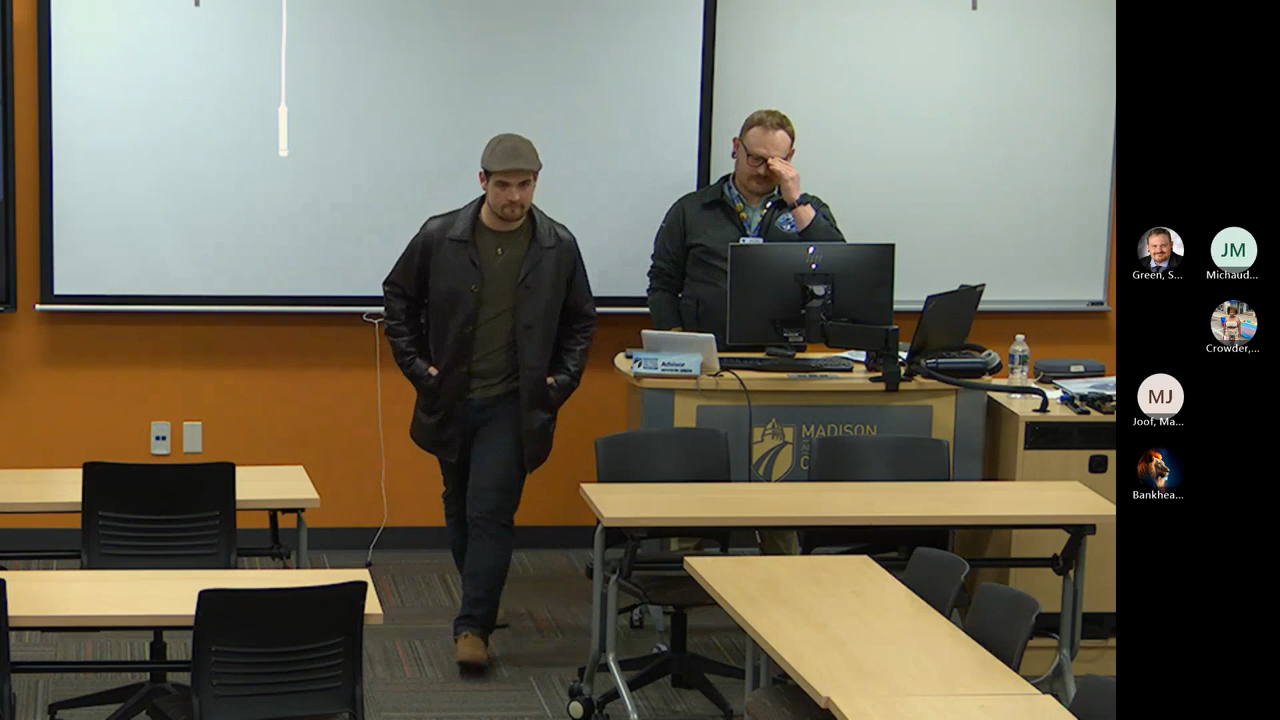 Advisor
MADISON
C
Green, S...
JM
Michaud...
Crowder,...
MJ
Joof, Ma...
Bankhea...